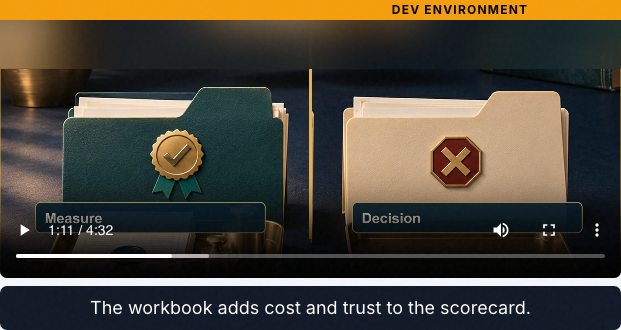 DEV ENVIRONMENT
Measure
Decision
1:11 / 4:32
The workbook adds cost and trust to the scorecard.